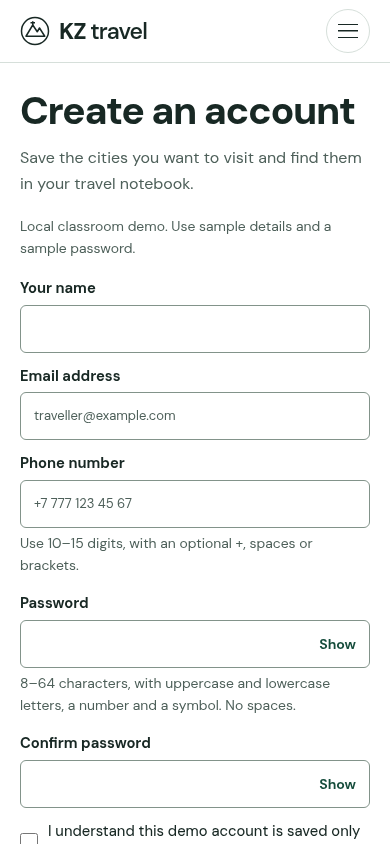 KZ travel
Create an account
Save the cities you want to visit and find them
in your travel notebook.
Local classroom demo. Use sample details and a
sample password.
Your name
Email address
traveller@example.com
Phone number
+7 777 123 45 67
Use 10–15 digits, with an optional +, spaces or
brackets.
Password
Show
8–64 characters, with uppercase and lowercase
letters, a number and a symbol. No spaces.
Confirm password
Show
I understand this demo account is saved only